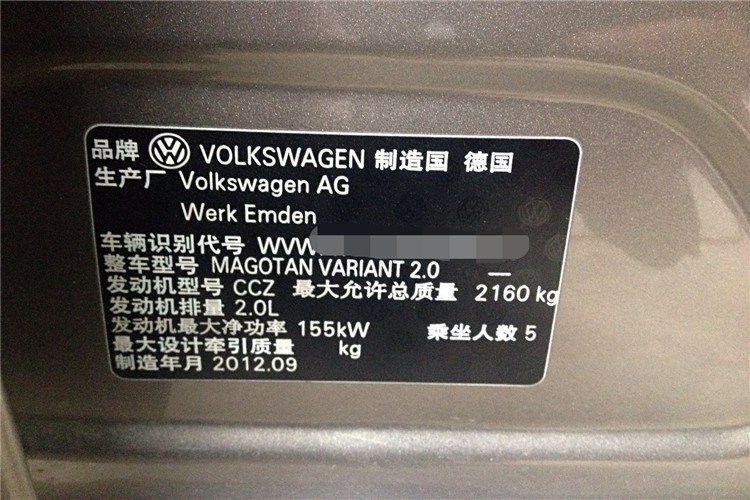 品牌 VOLKSWAGEN 制造国 德国
生产厂 Volkswagen AG
Werk Emden
车辆识别代号 WVW
整车型号 MAGOTAN VARIANT 2.0 —
发动机型号 CCZ 最大允许总质量 2160 kg
发动机排量 2.0L
发动机最大净功率 155kW 乘坐人数 5
最大设计牵引质量 kg
制造年月 2012.09